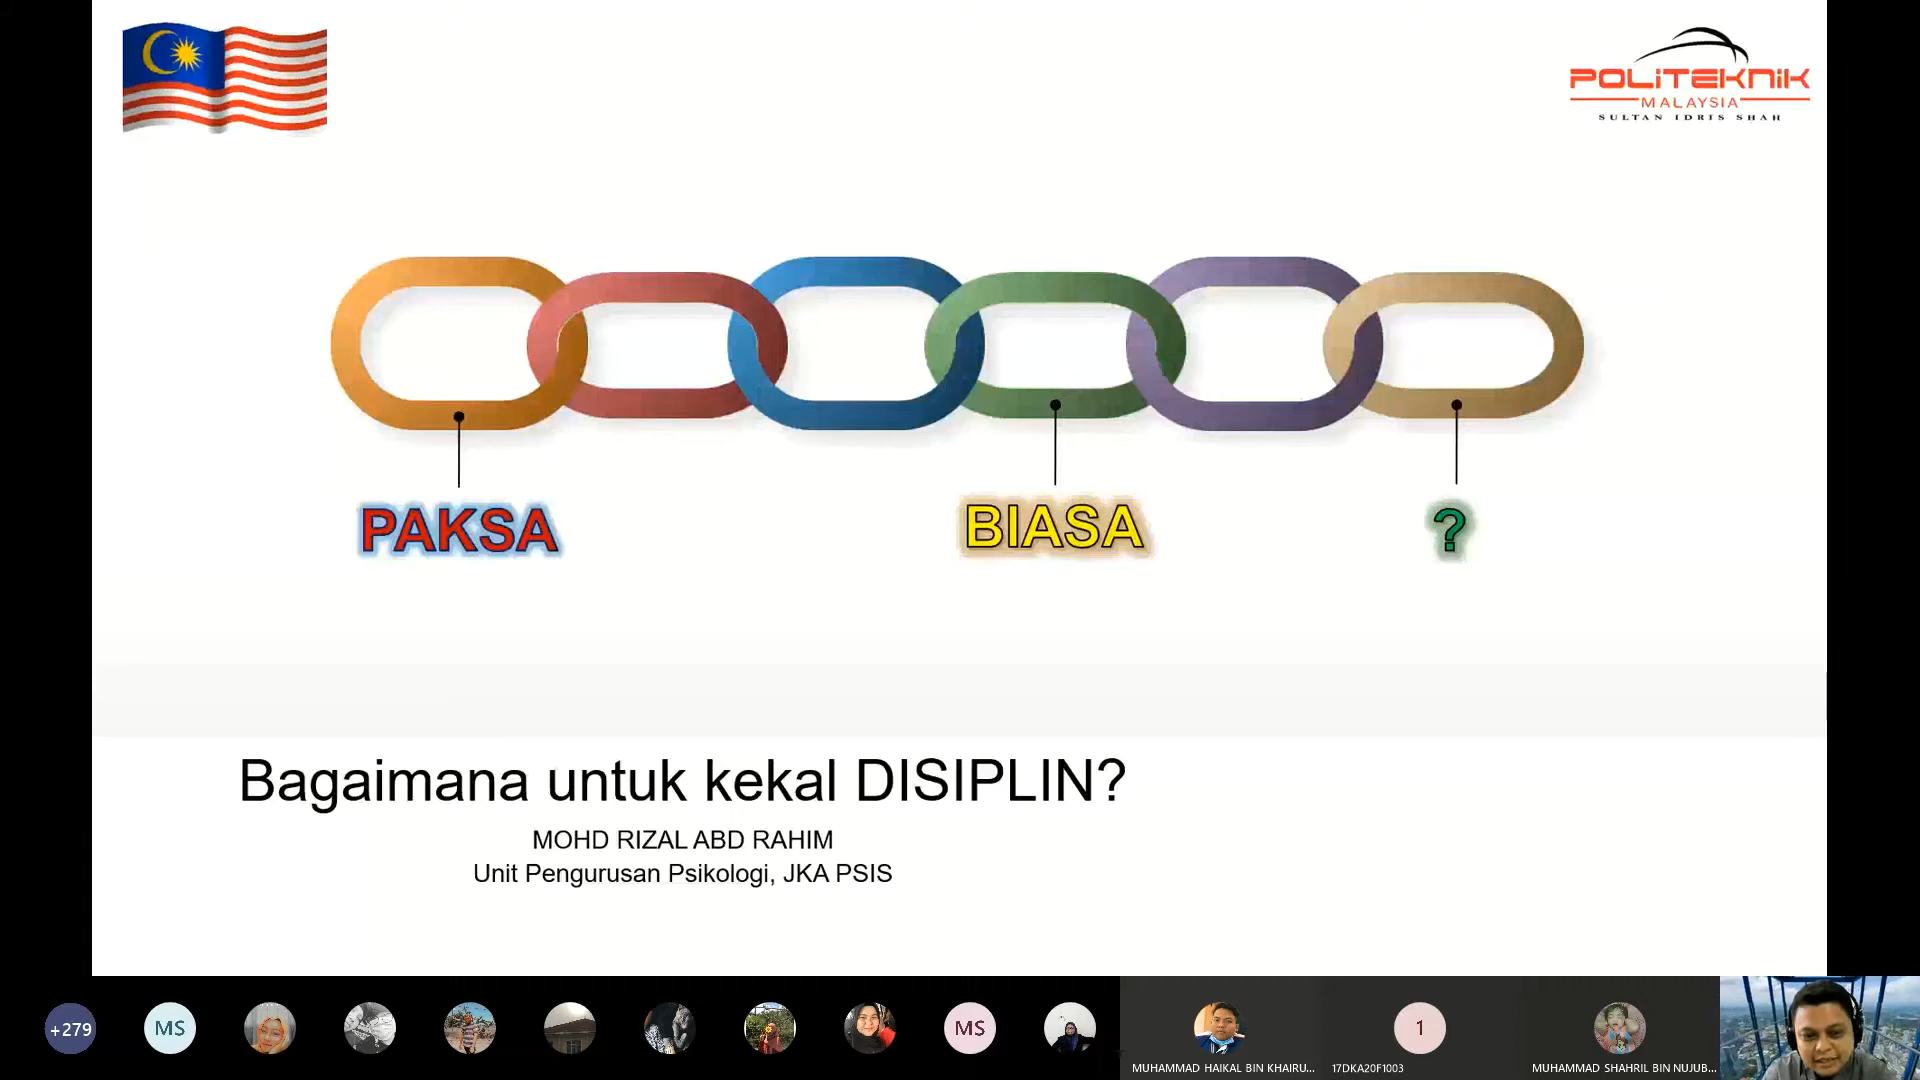 POLiTEKNiK
MALAYSIA
SULTAN IDRIS SHAH
PAKSA
BIASA
?
Bagaimana untuk kekal DISIPLIN?
MOHD RIZAL ABD RAHIM
Unit Pengurusan Psikologi, JKA PSIS
+279
MS
MS
1
MUHAMMAD HAIKAL BIN KHAIRU...
17DKA20F1003
MUHAMMAD SHAHRIL BIN NUJUB...